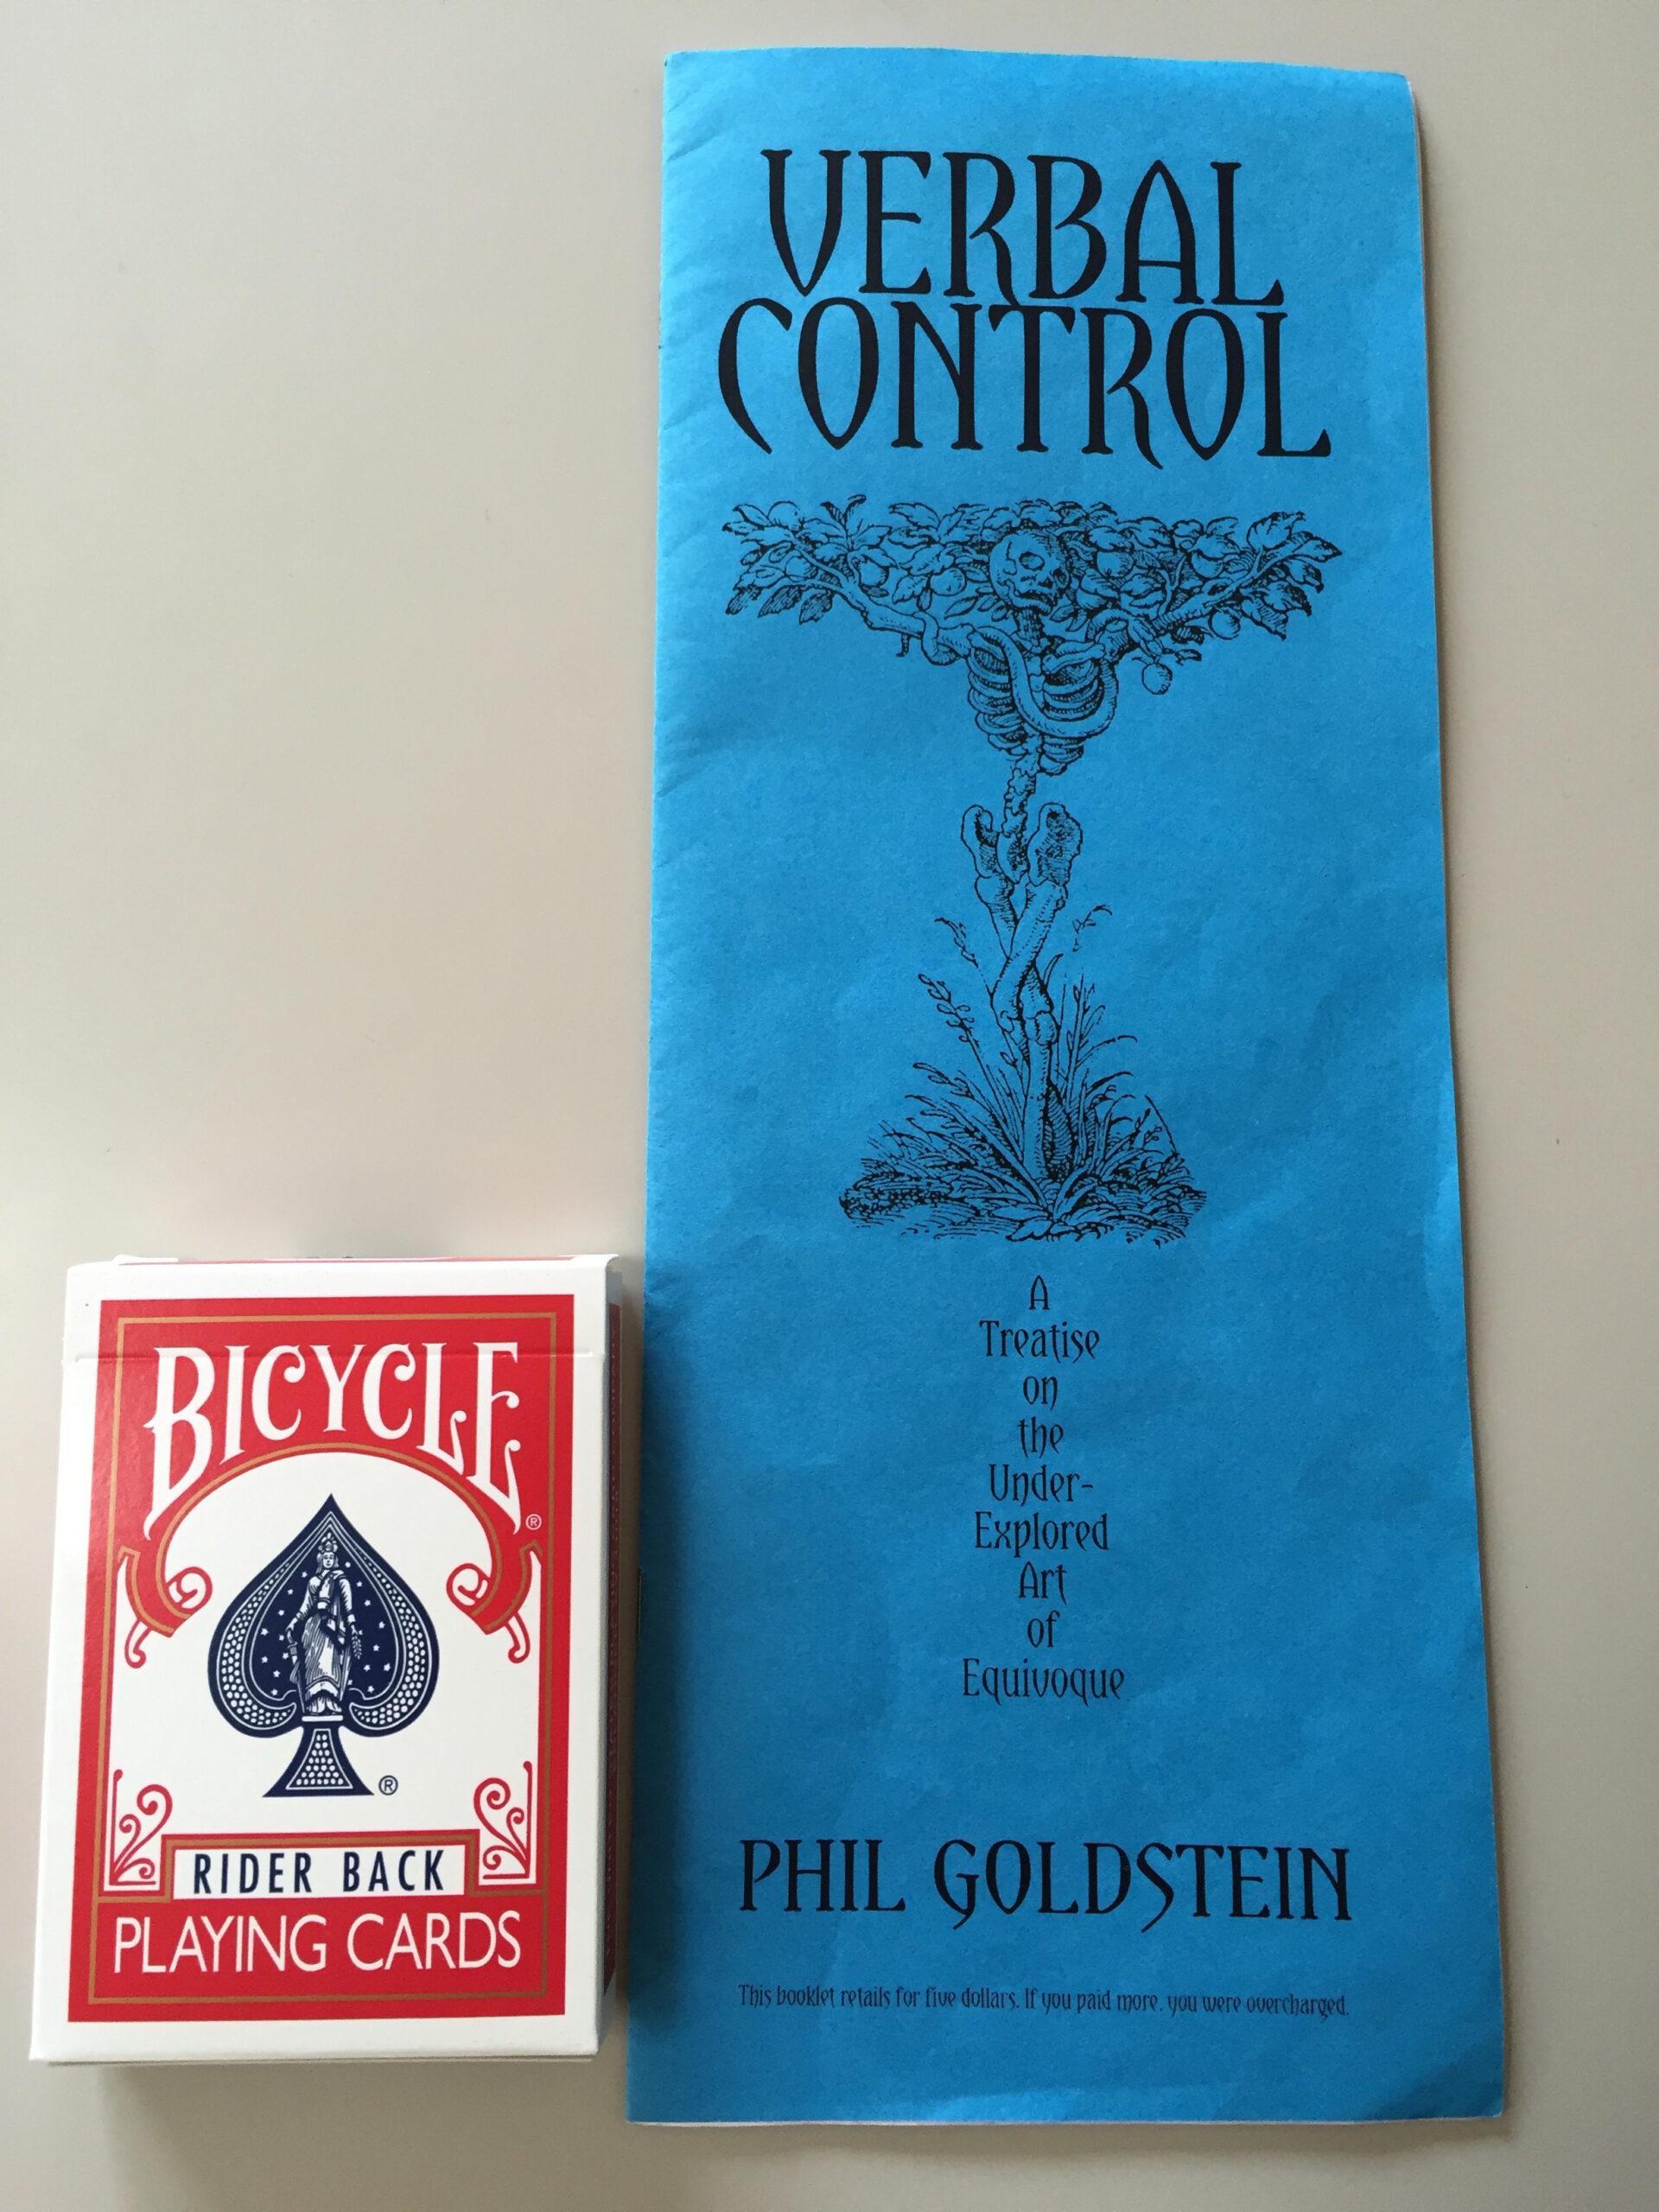 VERBAL
CONTROL
A
Treatise
on
the
Under-
Explored
Art
of
Equivoque
PHIL GOLDSTEIN
This booklet retails for five dollars. If you paid more, you were overcharged.
BICYCLE
®
®
RIDER BACK
PLAYING CARDS